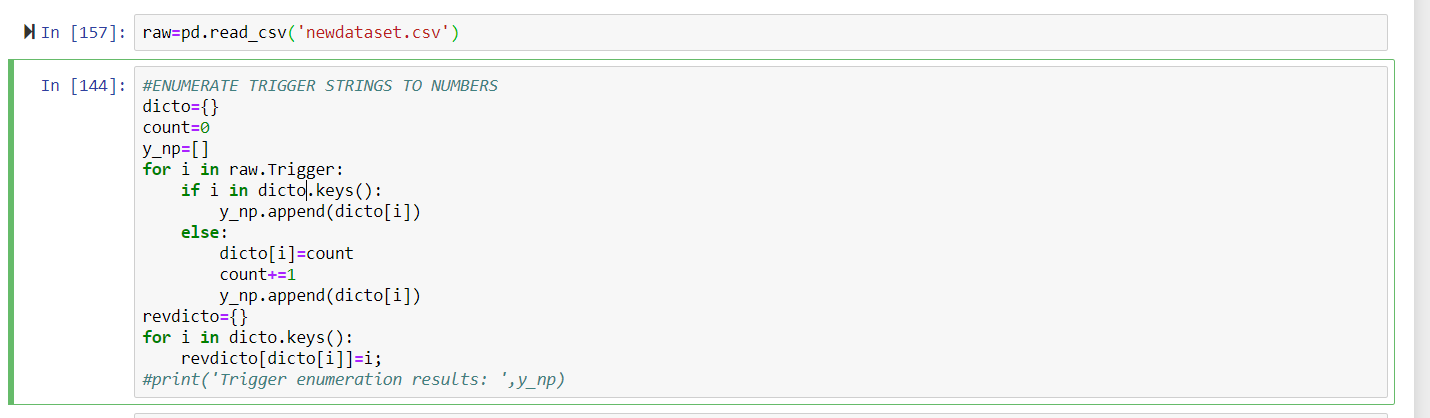 In [157]: raw=pd.read_csv('newdataset.csv')
In [144]: #ENUMERATE TRIGGER STRINGS TO NUMBERS
dicto={}
count=0
y_np=[]
for i in raw.Trigger:
    if i in dicto.keys():
        y_np.append(dicto[i])
    else:
        dicto[i]=count
        count+=1
        y_np.append(dicto[i])
revdicto={}
for i in dicto.keys():
    revdicto[dicto[i]]=i;
#print('Trigger enumeration results: ',y_np)